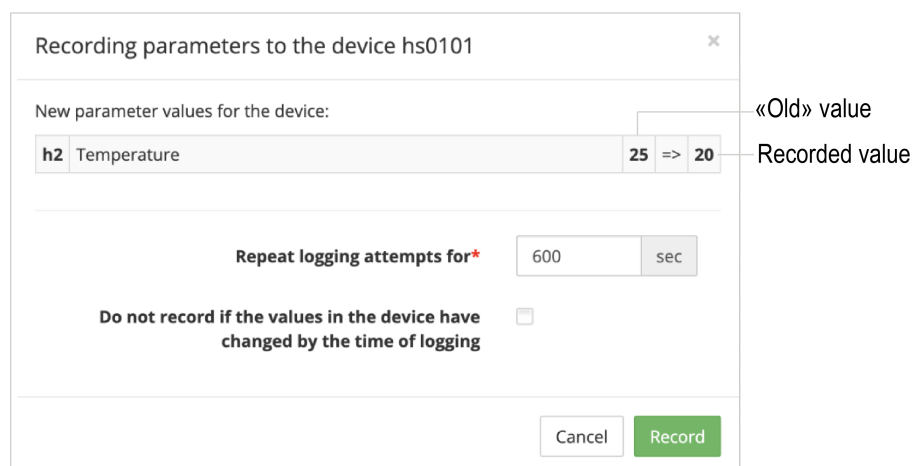 Recording parameters to the device hs0101 ×
New parameter values for the device:
«Old» value
h2 Temperature 25 => 20
Recorded value
Repeat logging attempts for* 600 sec
Do not record if the values in the device have
changed by the time of logging
Cancel Record